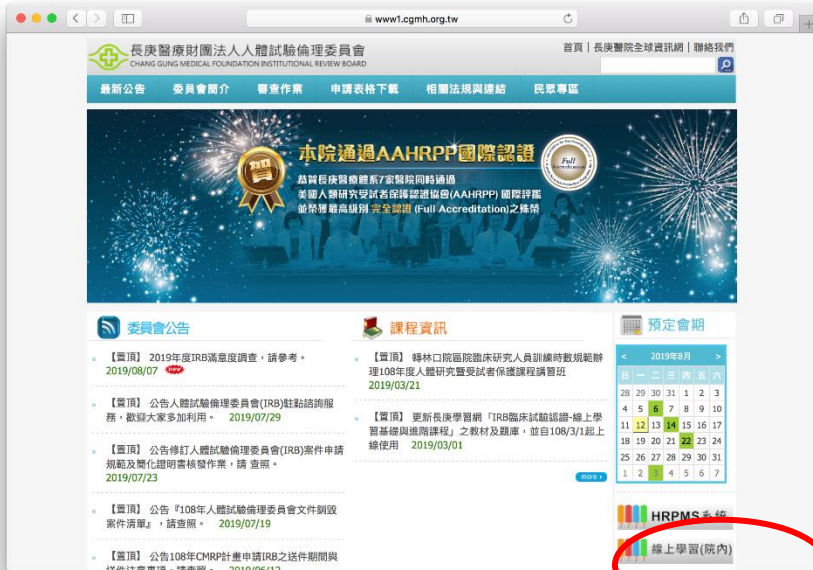 www1.cgmh.org.tw
長庚醫療財團法人人體試驗倫理委員會
CHANG GUNG MEDICAL FOUNDATION INSTITUTIONAL REVIEW BOARD
首頁 | 長庚醫院全球資訊網 | 聯絡我們
最新公告 委員會簡介 審查作業 申請表格下載 相關法規與連結 民眾專區
賀
本院通過AAHRPP國際認證
Full
Accreditation
恭賀長庚醫療體系7家醫院同時通過
美國人類研究受試者保護認證協會(AAHRPP) 國際評鑑
並榮獲最高級別 完全認證 (Full Accreditation)之殊榮
委員會公告
【置頂】 2019年度IRB滿意度調查,請參考。
2019/08/07 new
【置頂】 公告人體試驗倫理委員會(IRB)駐點諮詢服
務,歡迎大家多加利用。 2019/07/29
【置頂】 公告修訂人體試驗倫理委員會(IRB)案件申請
規範及簡化證明書核發作業,請 查照。
2019/07/23
【置頂】 公告『108年人體試驗倫理委員會文件銷毀
案件清單』,請查照。 2019/07/19
【置頂】 公告108年CMRP計畫申請IRB之送件期間與
送件注意事項,請查照。 2019/06/12
課程資訊
【置頂】 轉林口院區院臨床研究人員訓練時數規範辦
理108年度人體研究暨受試者保護課程講習班
2019/03/21
【置頂】 更新長庚學習網「IRB臨床試驗認證-線上學
習基礎與進階課程」之教材及題庫,並自108/3/1起上
線使用 2019/03/01
more
預定會期
< 2019年8月 >
日 一 二 三 四 五 六
28 29 30 31 1 2 3
4 5 6 7 8 9 10
11 12 13 14 15 16 17
18 19 20 21 22 23 24
25 26 27 28 29 30 31
1 2 3 4 5 6 7
HRPMS系統
線上學習(院內)